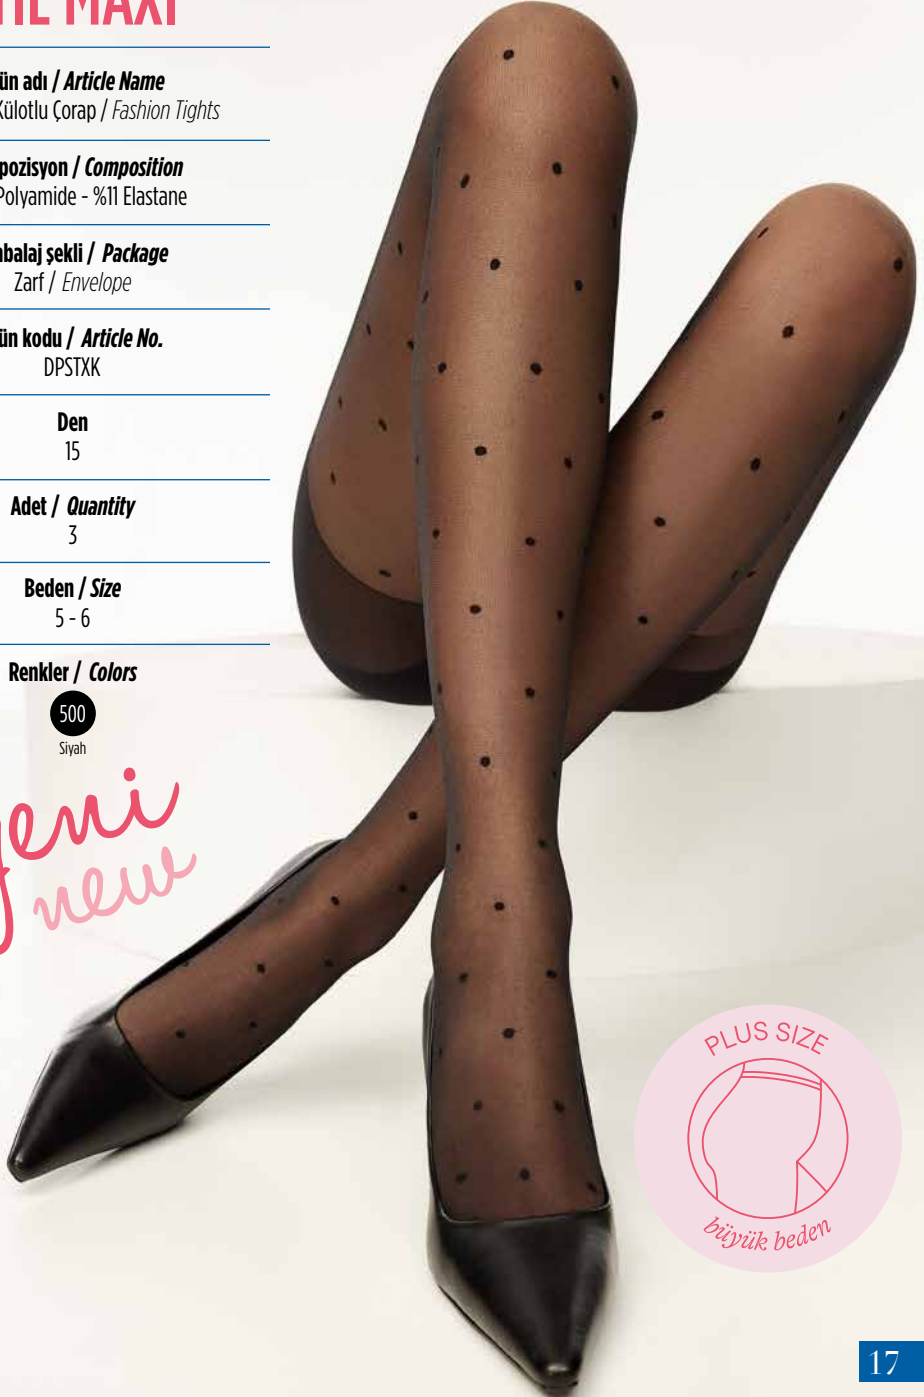 MAXI
ün adı / Article Name
Külotlu Çorap / Fashion Tights
pozisyon / Composition
Polyamide - %11 Elastane
balaj şekli / Package
Zarf / Envelope
ün kodu / Article No.
DPSTXK
Den
15
Adet / Quantity
3
Beden / Size
5 - 6
Renkler / Colors
500
Siyah
yeni
new
PLUS SIZE
büyük beden
17